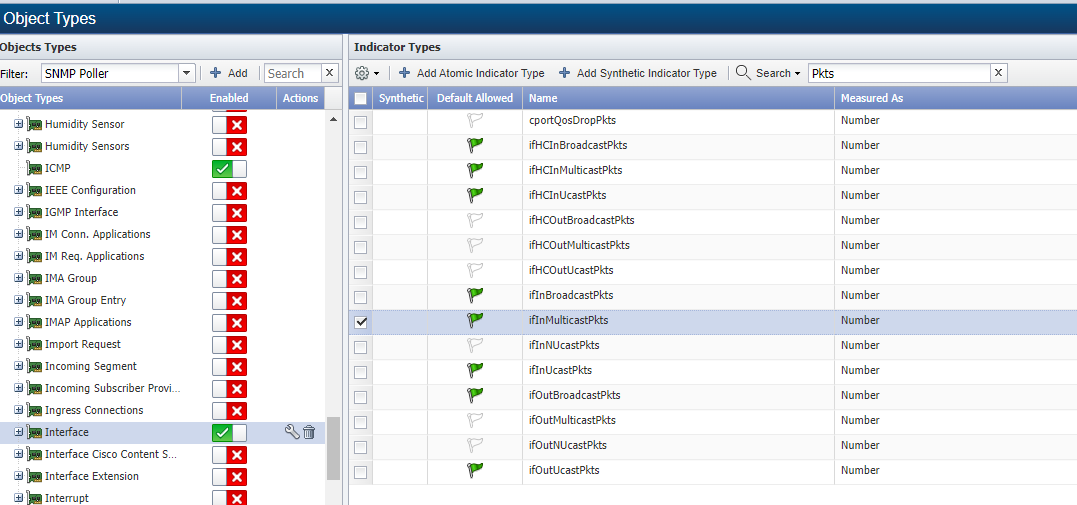 Object Types
Objects Types
Filter: SNMP Poller Add Search X
Object Types Enabled Actions
Humidity Sensor
Humidity Sensors
ICMP
IEEE Configuration
IGMP Interface
IM Conn. Applications
IM Req. Applications
IMA Group
IMA Group Entry
IMAP Applications
Import Request
Incoming Segment
Incoming Subscriber Provi...
Ingress Connections
Interface
Interface Cisco Content S...
Interface Extension
Interrupt
Indicator Types
Add Atomic Indicator Type Add Synthetic Indicator Type Search Pkts X
Synthetic Default Allowed Name Measured As
cportQosDropPkts Number
ifHCInBroadcastPkts Number
ifHCInMulticastPkts Number
ifHCInUcastPkts Number
ifHCOutBroadcastPkts Number
ifHCOutMulticastPkts Number
ifHCOutUcastPkts Number
ifInBroadcastPkts Number
ifInMulticastPkts Number
ifInNUcastPkts Number
ifInUcastPkts Number
ifOutBroadcastPkts Number
ifOutMulticastPkts Number
ifOutNUcastPkts Number
ifOutUcastPkts Number